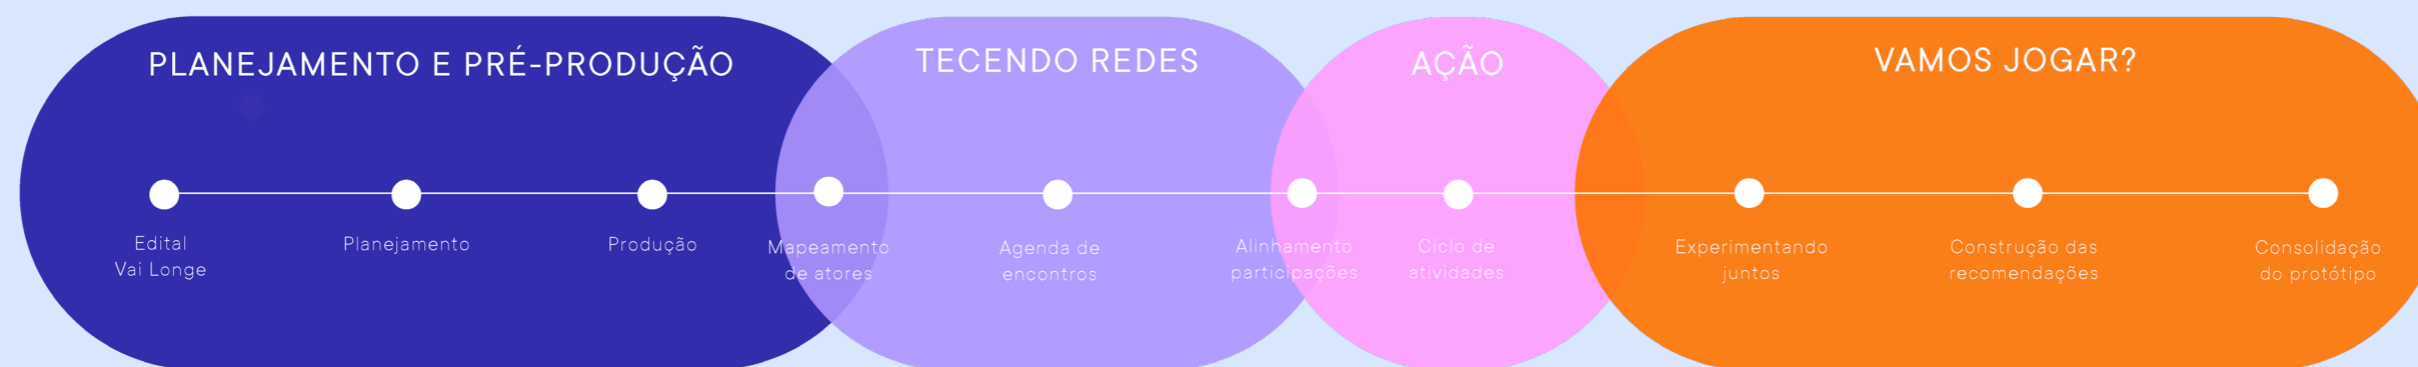 PLANEJAMENTO E PRÉ-PRODUÇÃO
TECENDO REDES
AÇÃO
VAMOS JOGAR?
Edital
Vai Longe
Planejamento
Produção
Mapeamento
de atores
Agenda de
encontros
Alinhamento
participações
Ciclo de
atividades
Experimentando
juntos
Construção das
recomendações
Consolidação
do protótipo